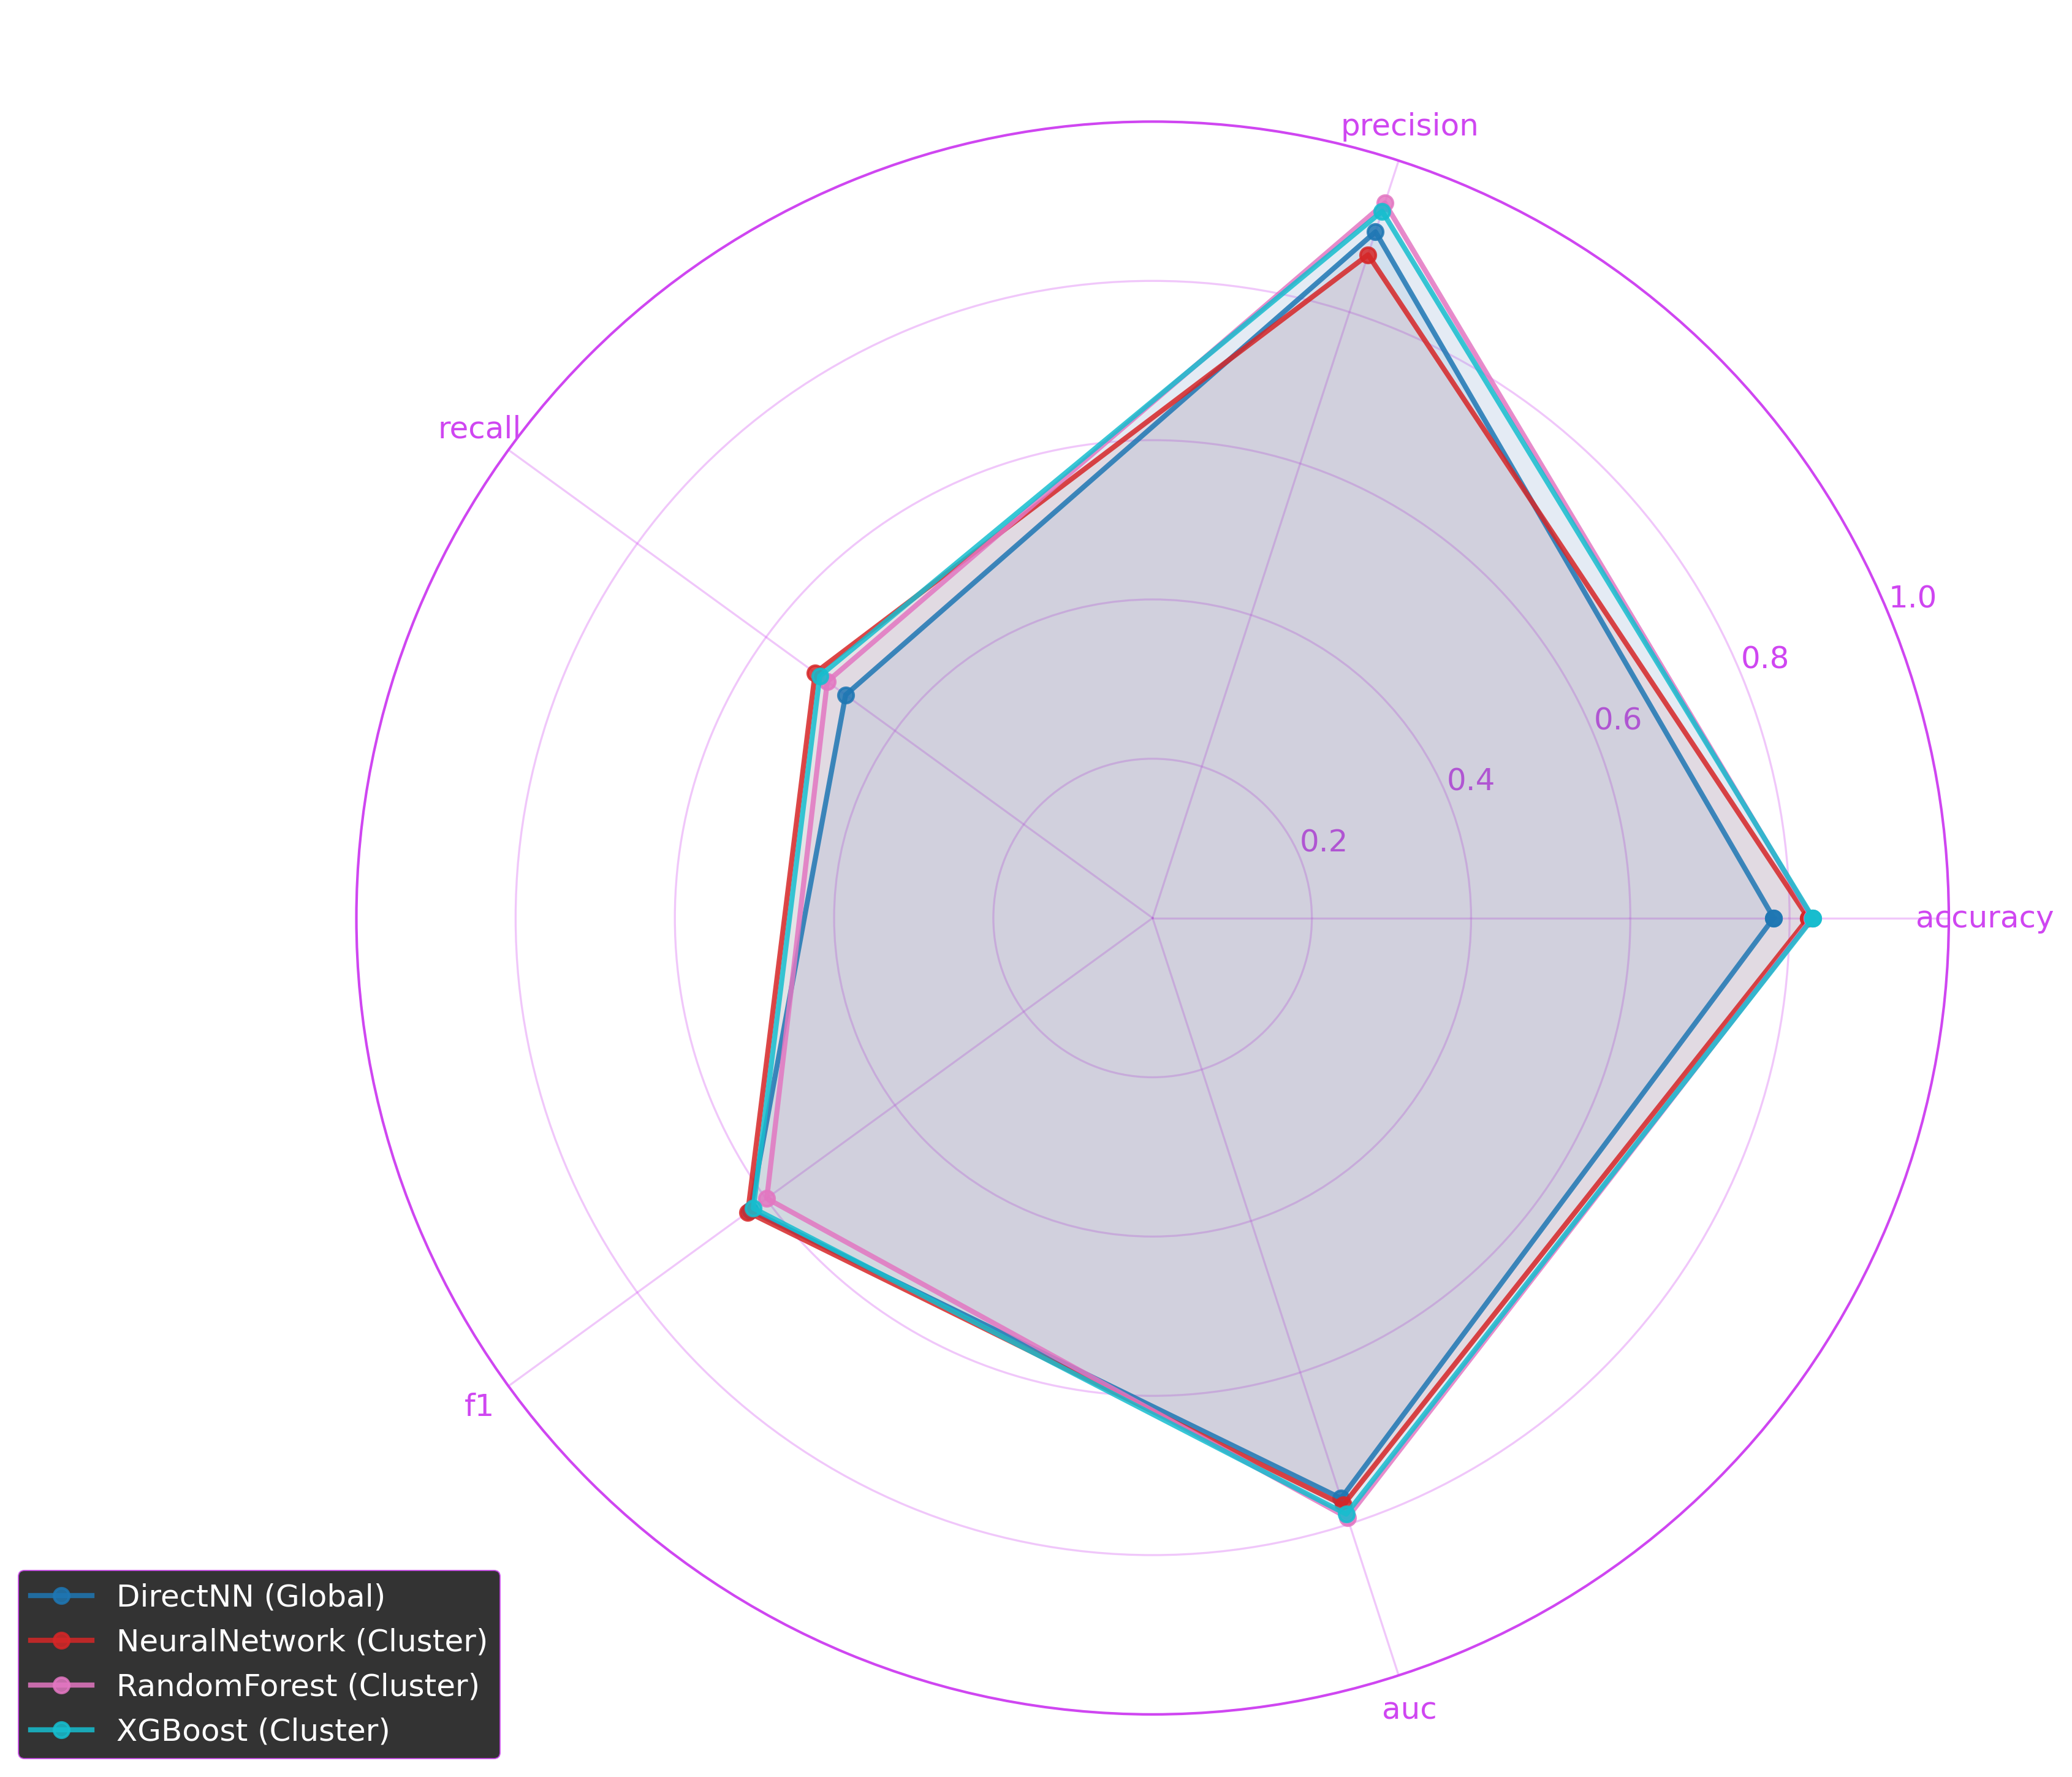 precision
recall
1.0
0.8
0.6
0.4
0.2
accuracy
f1
auc
DirectNN (Global)
NeuralNetwork (Cluster)
RandomForest (Cluster)
XGBoost (Cluster)